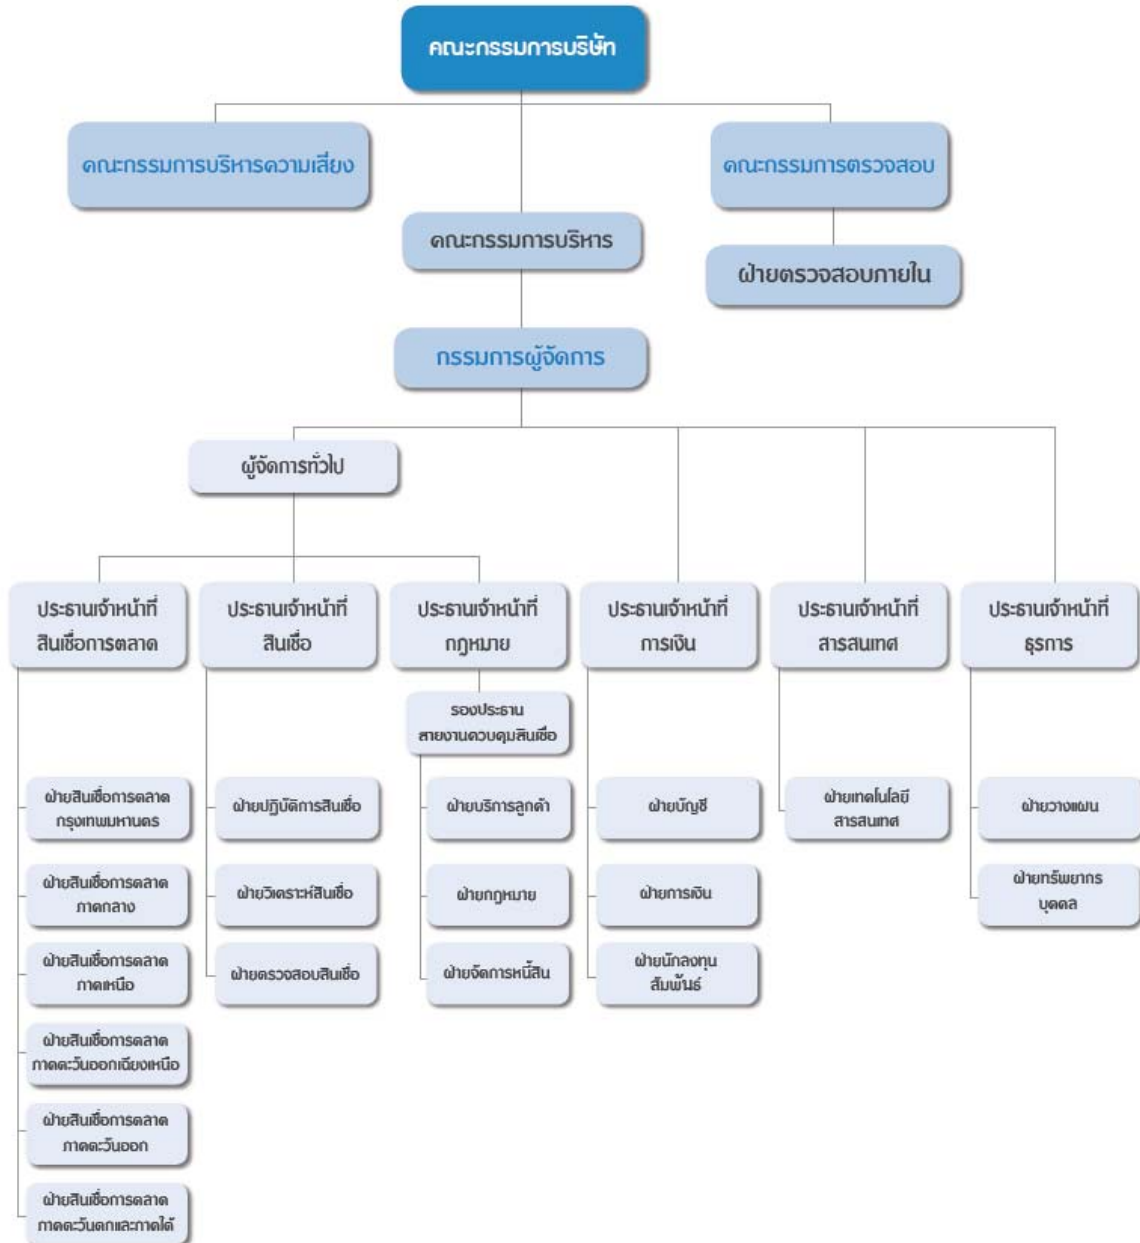 คณะกรรมการบริษัท
คณะกรรมการบริหารความเสี่ยง
คณะกรรมการตรวจสอบ
คณะกรรมการบริหาร
ฝ่ายตรวจสอบภายใน
กรรมการผู้จัดการ
ผู้จัดการทั่วไป
ประธานเจ้าหน้าที่
สินเชื่อการตลาด
ประธานเจ้าหน้าที่
สินเชื่อ
ประธานเจ้าหน้าที่
กฎหมาย
ประธานเจ้าหน้าที่
การเงิน
ประธานเจ้าหน้าที่
สารสนเทศ
ประธานเจ้าหน้าที่
ธุรการ
รองประธาน
สายงานควบคุมสินเชื่อ
ฝ่ายสินเชื่อการตลาด
กรุงเทพมหานคร
ฝ่ายปฏิบัติการสินเชื่อ
ฝ่ายบริการลูกค้า
ฝ่ายบัญชี
ฝ่ายเทคโนโลยี
สารสนเทศ
ฝ่ายวางแผน
ฝ่ายสินเชื่อการตลาด
ภาคกลาง
ฝ่ายวิเคราะห์สินเชื่อ
ฝ่ายกฎหมาย
ฝ่ายการเงิน
ฝ่ายทรัพยากร
บุคคล
ฝ่ายสินเชื่อการตลาด
ภาคเหนือ
ฝ่ายตรวจสอบสินเชื่อ
ฝ่ายจัดการหนี้สิน
ฝ่ายนักลงทุน
สัมพันธ์
ฝ่ายสินเชื่อการตลาด
ภาคตะวันออกเฉียงเหนือ
ฝ่ายสินเชื่อการตลาด
ภาคตะวันออก
ฝ่ายสินเชื่อการตลาด
ภาคตะวันตกและภาคใต้